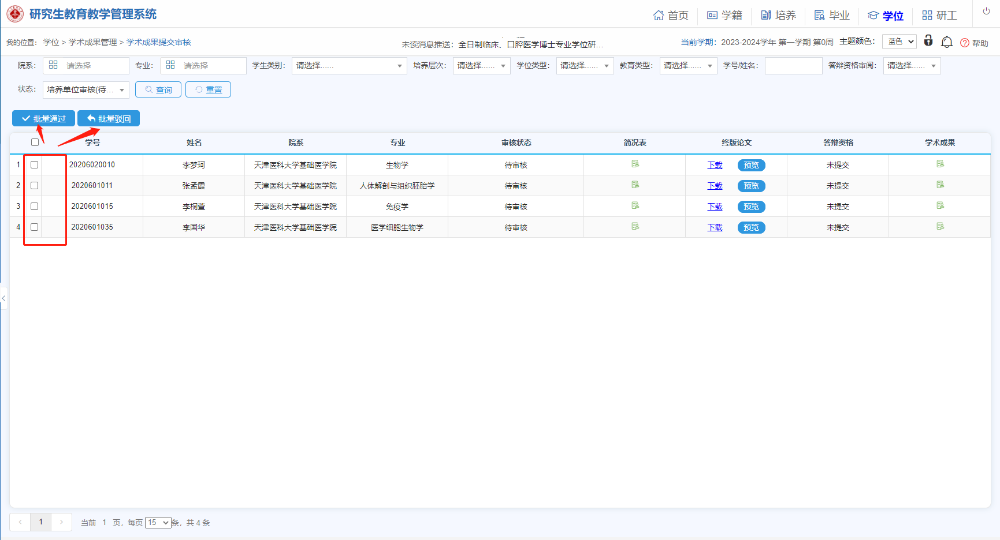 研究生教育教学管理系统
首页 学籍 培养 毕业 学位 研工
我的位置： 学位 > 学术成果管理 > 学术成果提交审核
未读消息推送： 全日制临床、口腔医学博士专业学位研...
当前学期：2023-2024学年 第一学期 第0周 主题颜色： 蓝色 帮助
院系： 请选择 专业： 请选择 学生类别： 请选择...... 培养层次： 请选择...... 学位类型： 请选择...... 教育类型： 请选择...... 学号/姓名： 答辩资格审阅： 请选择......
状态： 培养单位审核(待... 查询 重置
批量通过 批量驳回
学号 姓名 院系 专业 审核状态 简况表 终版论文 答辩资格 学术成果
1 20206020010 李梦珂 天津医科大学基础医学院 生物学 待审核 下载 预览 未提交
2 2020601011 张孟霞 天津医科大学基础医学院 人体解剖与组织胚胎学 待审核 下载 预览 未提交
3 2020601015 李桐萱 天津医科大学基础医学院 免疫学 待审核 下载 预览 未提交
4 2020601035 李国华 天津医科大学基础医学院 医学细胞生物学 待审核 下载 预览 未提交
1 当前 1 页，每页 15 条，共 4 条